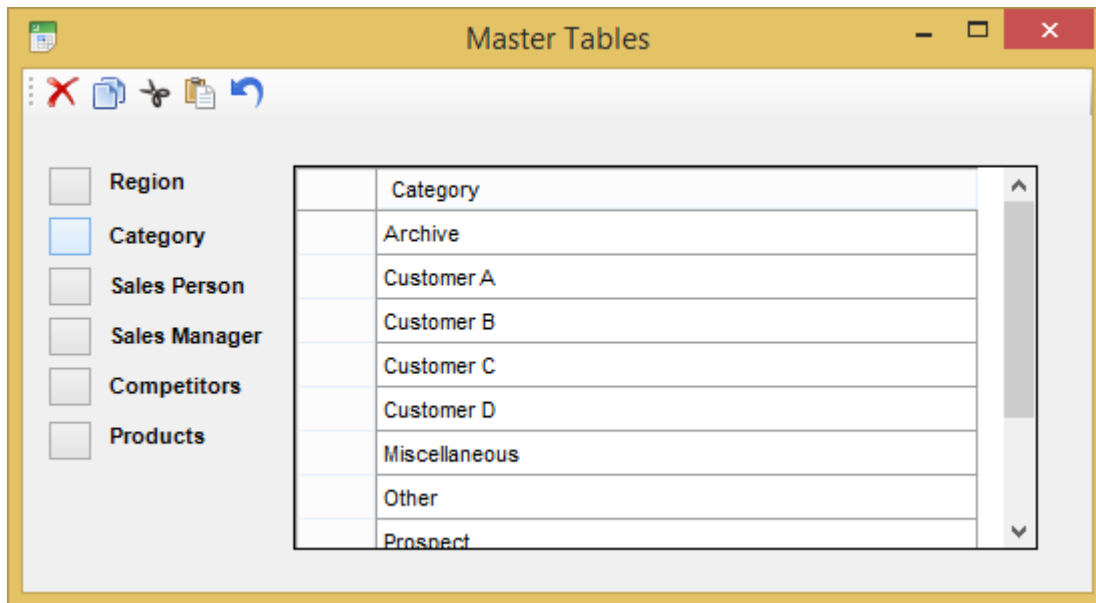 Master Tables
Region
Category
Sales Person
Sales Manager
Competitors
Products
Category
Archive
Customer A
Customer B
Customer C
Customer D
Miscellaneous
Other
Prospect